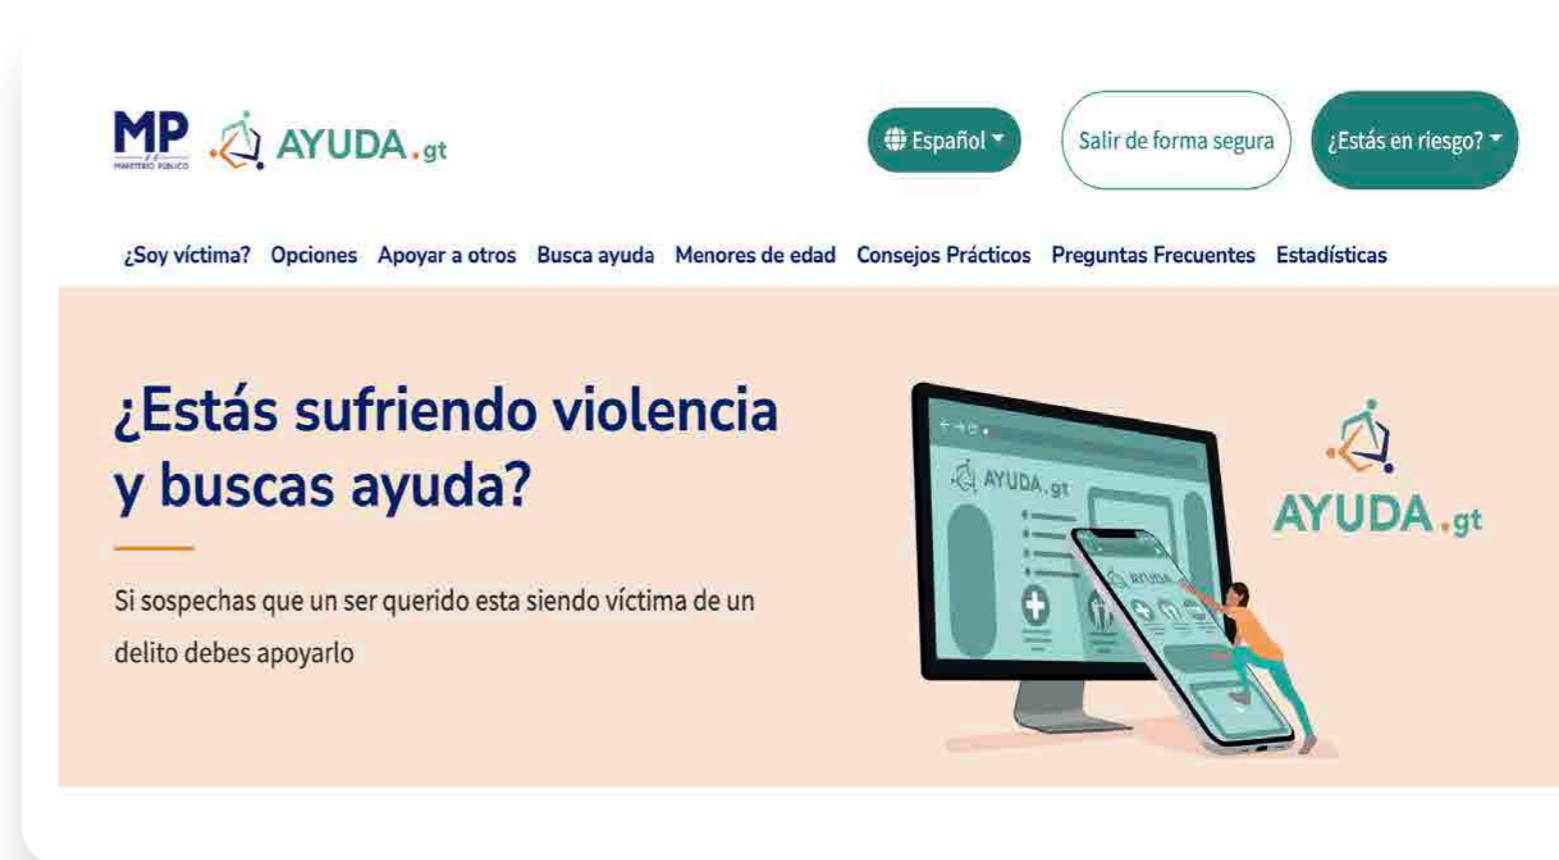 MP
MINISTERIO PÚBLICO
AYUDA.gt
Español
Salir de forma segura
¿Estás en riesgo?
¿Soy víctima? Opciones Apoyar a otros Busca ayuda Menores de edad Consejos Prácticos Preguntas Frecuentes Estadísticas
¿Estás sufriendo violencia
y buscas ayuda?
Si sospechas que un ser querido esta siendo víctima de un
delito debes apoyarlo
AYUDA.gt
AYUDA
AYUDA.gt